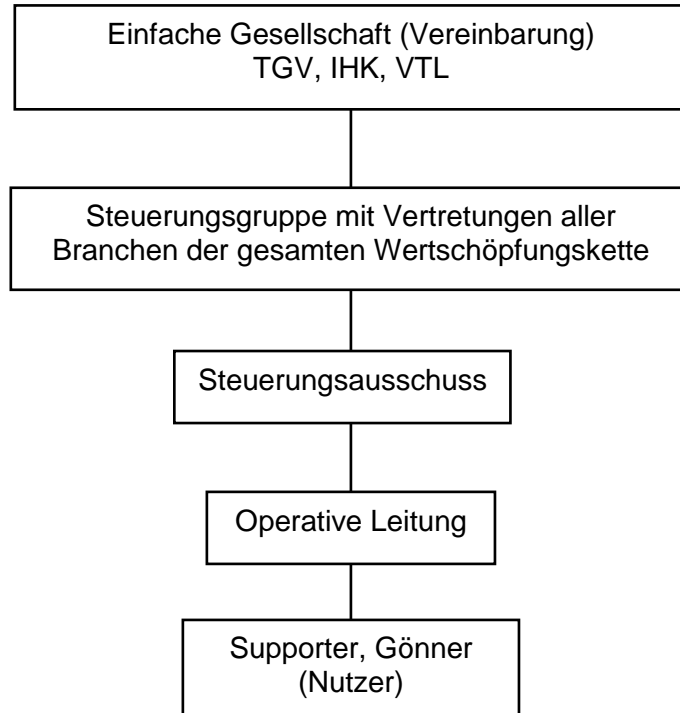 Einfache Gesellschaft (Vereinbarung)
TGV, IHK, VTL
Steuerungsgruppe mit Vertretungen aller
Branchen der gesamten Wertschöpfungskette
Steuerungsausschuss
Operative Leitung
Supporter, Gönner
(Nutzer)